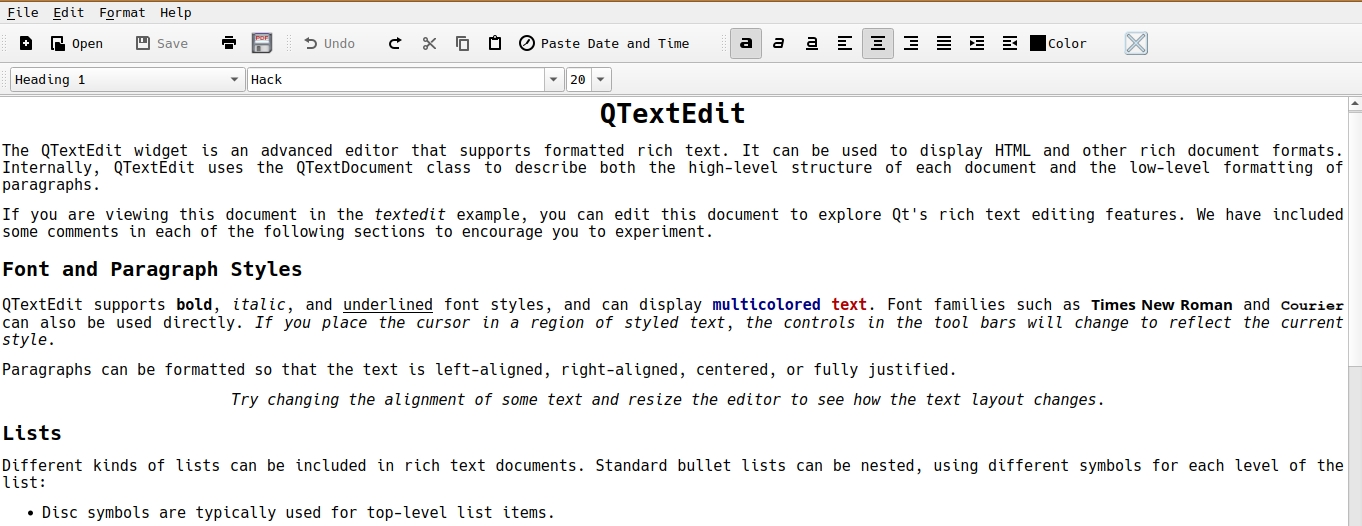 File Edit Format Help
Open Save PDF Undo Paste Date and Time a a a Color
Heading 1 Hack 20
QTextEdit
The QTextEdit widget is an advanced editor that supports formatted rich text. It can be used to display HTML and other rich document formats.
Internally, QTextEdit uses the QTextDocument class to describe both the high-level structure of each document and the low-level formatting of
paragraphs.
If you are viewing this document in the textedit example, you can edit this document to explore Qt's rich text editing features. We have included
some comments in each of the following sections to encourage you to experiment.
Font and Paragraph Styles
QTextEdit supports bold, italic, and underlined font styles, and can display multicolored text. Font families such as Times New Roman and Courier
can also be used directly. If you place the cursor in a region of styled text, the controls in the tool bars will change to reflect the current
style.
Paragraphs can be formatted so that the text is left-aligned, right-aligned, centered, or fully justified.
Try changing the alignment of some text and resize the editor to see how the text layout changes.
Lists
Different kinds of lists can be included in rich text documents. Standard bullet lists can be nested, using different symbols for each level of the
list:
• Disc symbols are typically used for top-level list items.